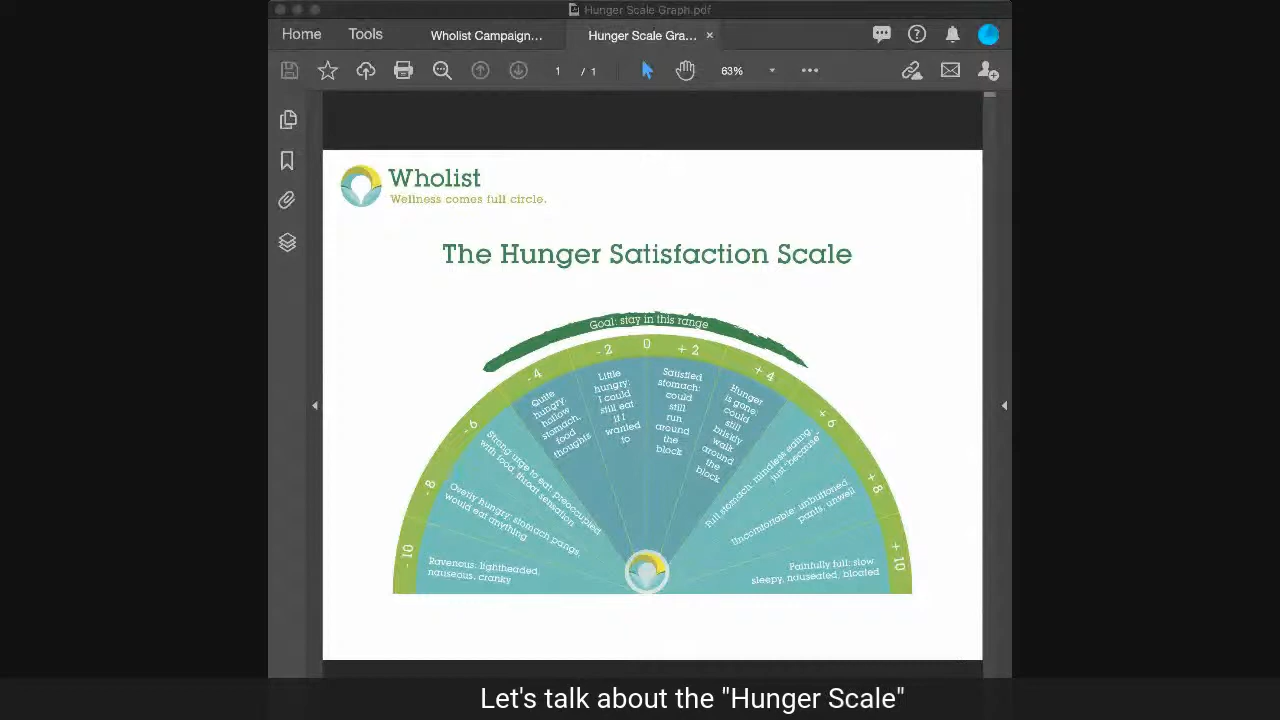 Hunger Scale Graph.pdf
Home
Tools
Wholist Campaign...
Hunger Scale Gra...
1 / 1
63%
Wholist
Wellness comes full circle.
The Hunger Satisfaction Scale
Goal: stay in this range
- 10
- 8
- 6
- 4
- 2
0
+ 2
+ 4
+ 6
+ 8
+ 10
Ravenous: lightheaded,
nauseous, cranky
Overly hungry: stomach pangs,
would eat anything
Strong urge to eat, preoccupied
with food, throat sensation
Quite
hungry,
hollow
stomach,
food
thoughts
Little
hungry:
I could
still eat
if I
wanted
to
Satisfied
stomach:
could
still
run
around
the
block
Hunger
is gone:
could
still
briskly
walk
around
the
block
Full stomach, mindless eating,
just "because"
Uncomfortable: unbuttoned
pants, unwell
Painfully full: slow
sleepy, nauseated, bloated
Let's talk about the "Hunger Scale"